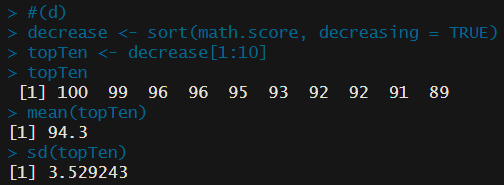 > #(d)
> decrease <- sort(math.score, decreasing = TRUE)
> topTen <- decrease[1:10]
> topTen
 [1] 100  99  96  96  95  93  92  92  91  89
> mean(topTen)
[1] 94.3
> sd(topTen)
[1] 3.529243